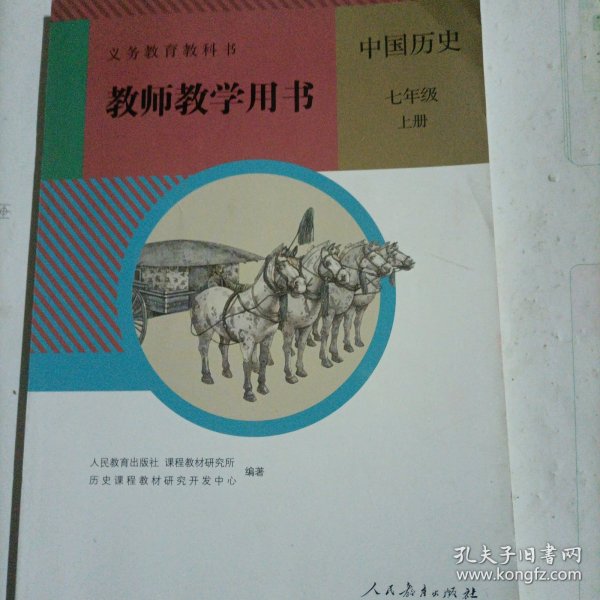 义务教育教科书
教师教学用书
中国历史
七年级
上册
人民教育出版社 课程教材研究所
历史课程教材研究开发中心
编著
人民教育出版社
孔夫子旧书网
www.kongfz.com